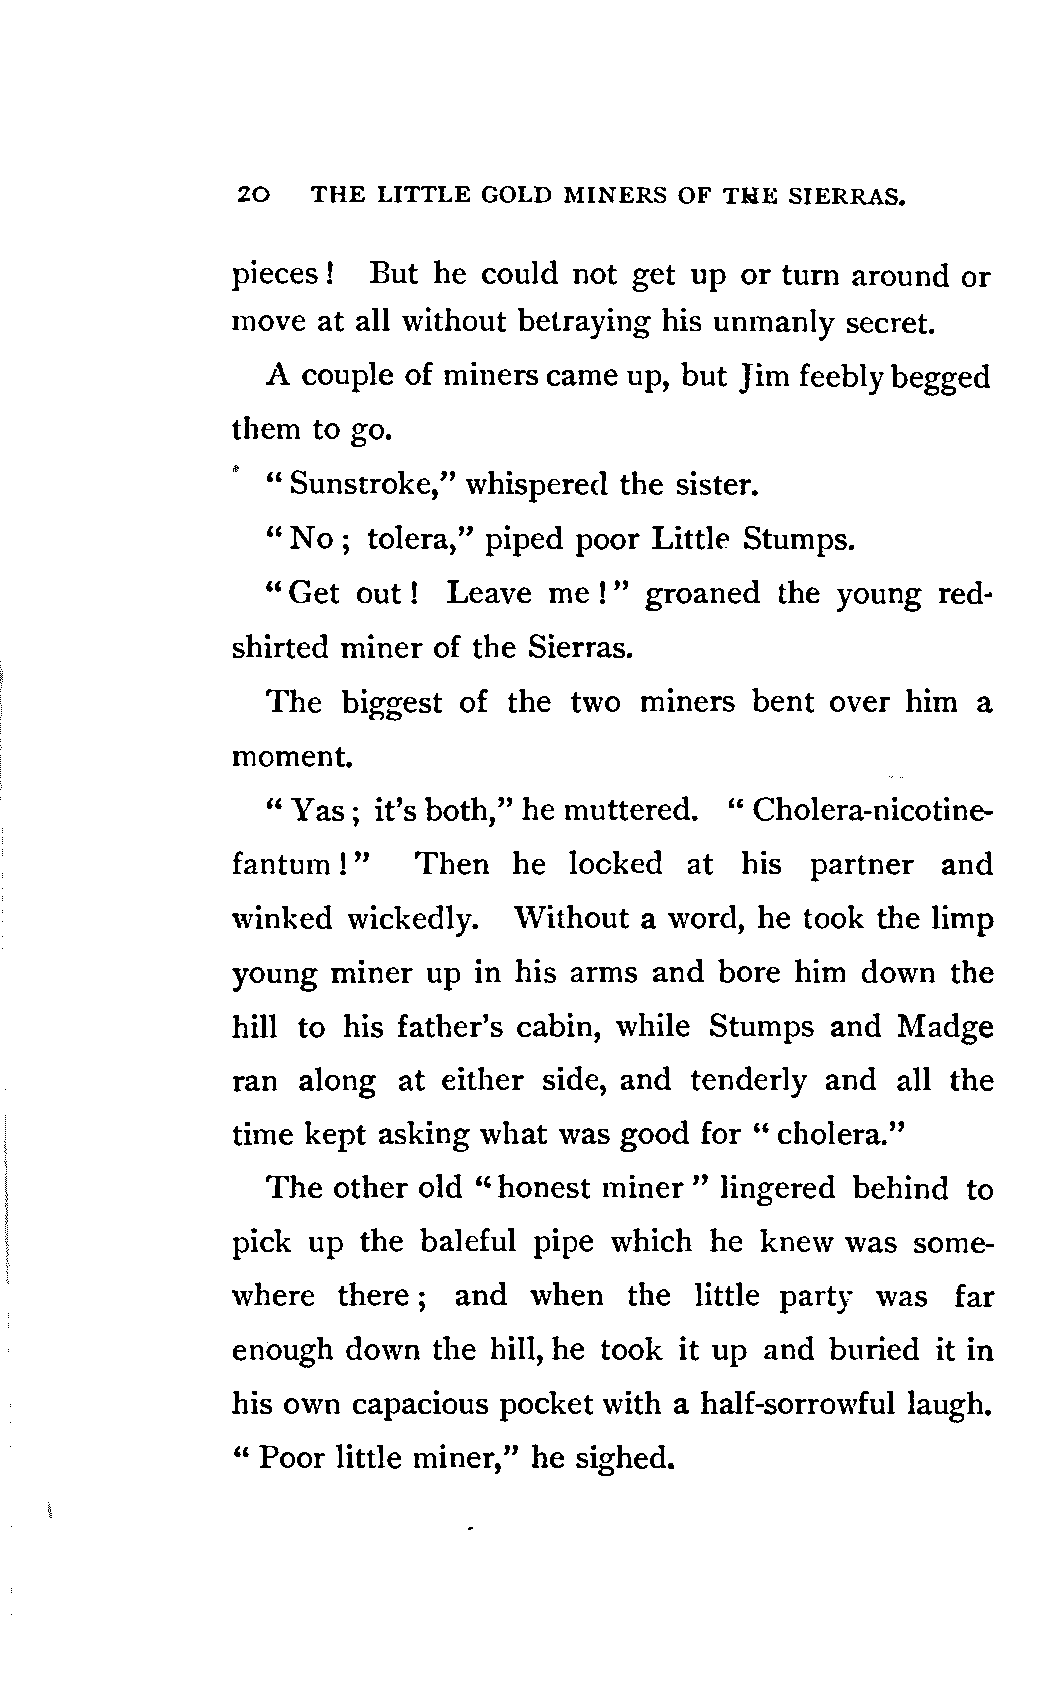 20 THE LITTLE GOLD MINERS OF THE SIERRAS.
pieces! But he could not get up or turn around or
move at all without betraying his unmanly secret.
A couple of miners came up, but Jim feebly begged
them to go.
"Sunstroke," whispered the sister.
"No; tolera," piped poor Little Stumps.
"Get out! Leave me!" groaned the young red-
shirted miner of the Sierras.
The biggest of the two miners bent over him a
moment.
"Yas; it's both," he muttered. "Cholera-nicotine-
fantum!" Then he looked at his partner and
winked wickedly. Without a word, he took the limp
young miner up in his arms and bore him down the
hill to his father's cabin, while Stumps and Madge
ran along at either side, and tenderly and all the
time kept asking what was good for "cholera."
The other old "honest miner" lingered behind to
pick up the baleful pipe which he knew was some-
where there; and when the little party was far
enough down the hill, he took it up and buried it in
his own capacious pocket with a half-sorrowful laugh.
"Poor little miner," he sighed.